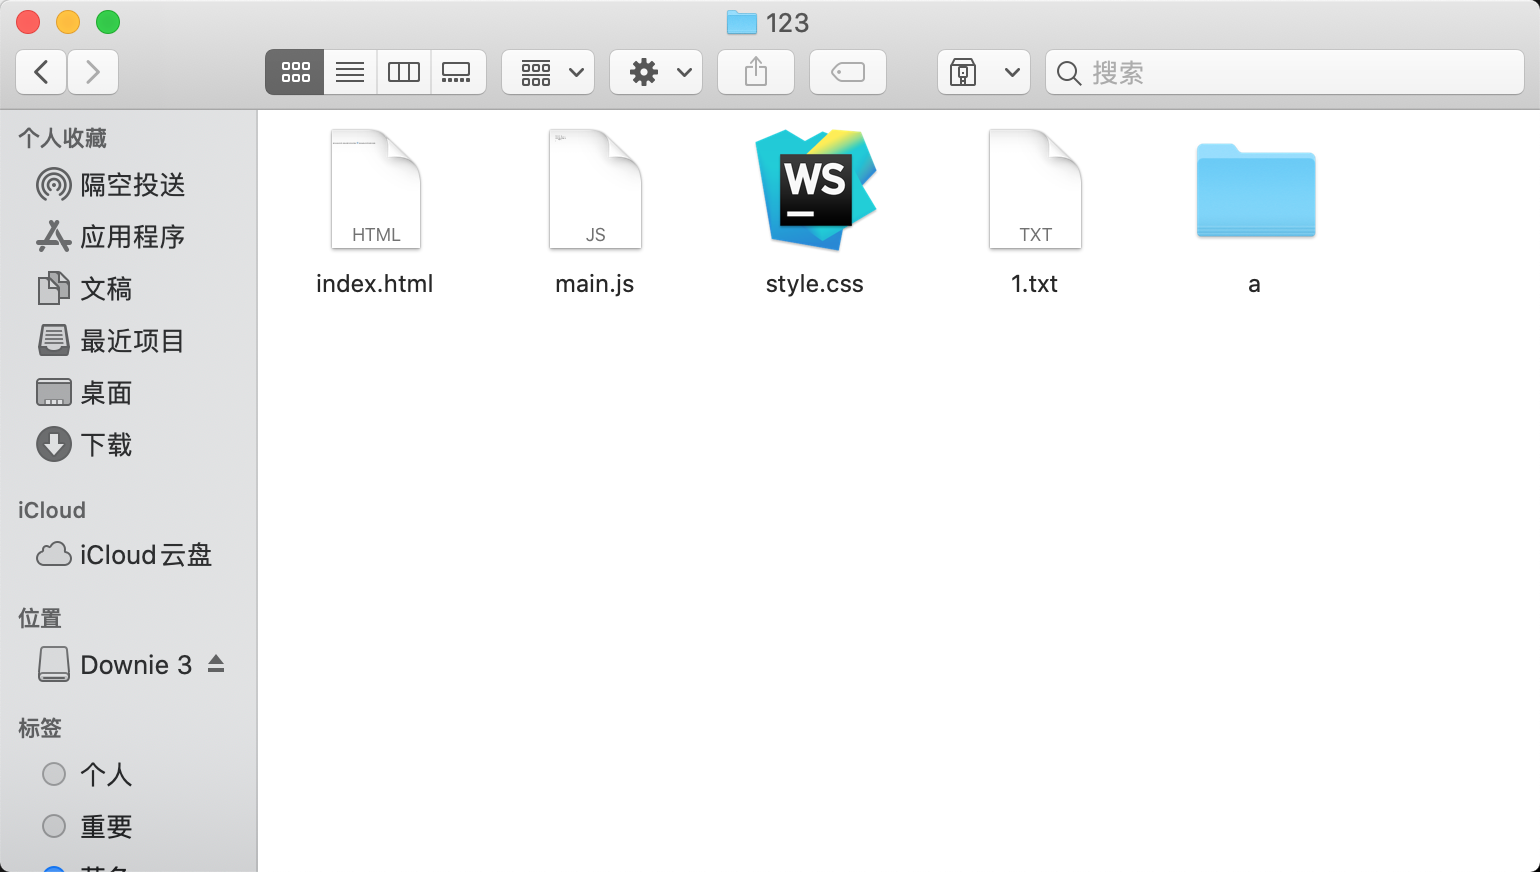 123
搜索
个人收藏
隔空投送
应用程序
文稿
最近项目
桌面
下载
iCloud
iCloud云盘
位置
Downie 3
标签
个人
重要
HTML
JS
WS
TXT
index.html
main.js
style.css
1.txt
a